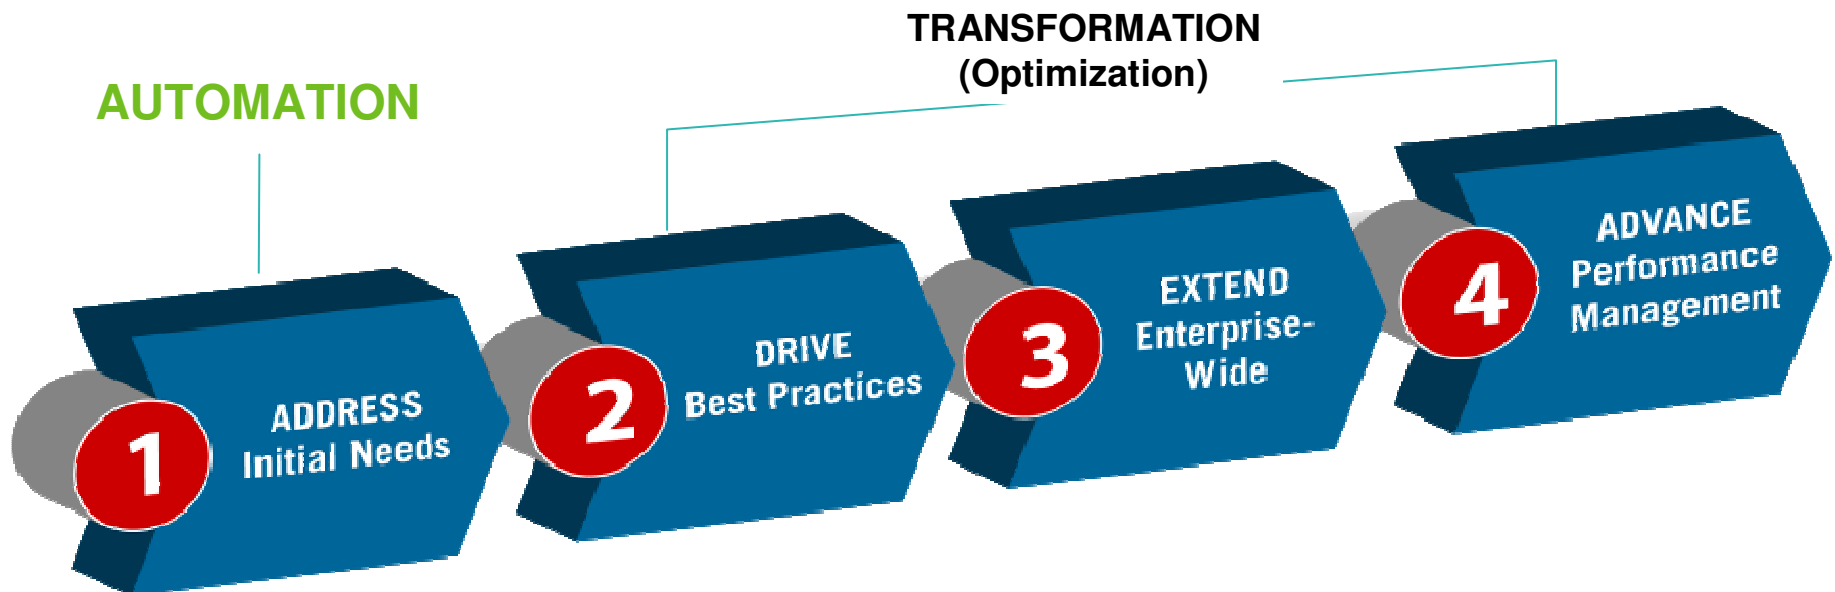 TRANSFORMATION
(Optimization)
AUTOMATION
1
ADDRESS
Initial Needs
2
DRIVE
Best Practices
3
EXTEND
Enterprise-
Wide
4
ADVANCE
Performance
Management